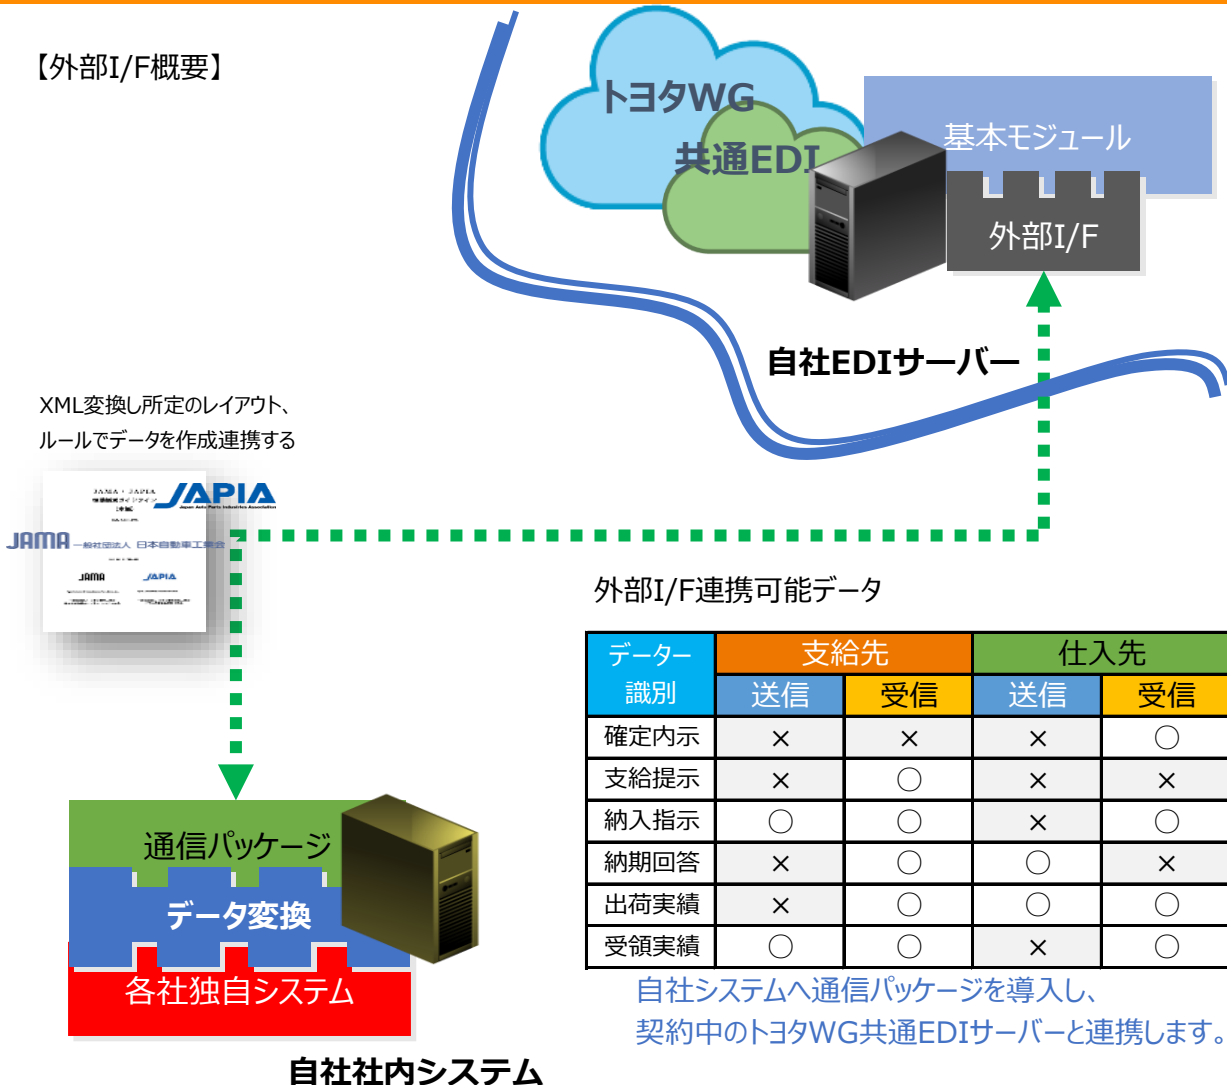 【外部I/F概要】
トヨタWG
共通EDI
基本モジュール
外部I/F
自社EDIサーバー
XML変換し所定のレイアウト、
ルールでデータを作成連携する
JAMA・JAPIA
JAPIA
Japan Auto Parts Industries Association
JAMA 一般社団法人 日本自動車工業会
JAMA JAPIA
外部I/F連携可能データ
データー 支給先 仕入先
識別 送信 受信 送信 受信
確定内示 × × × ○
支給提示 × ○ × ×
納入指示 ○ ○ × ○
納期回答 × ○ ○ ×
出荷実績 × ○ ○ ○
受領実績 ○ ○ × ○
通信パッケージ
データ変換
各社独自システム
自社システムへ通信パッケージを導入し、
契約中のトヨタWG共通EDIサーバーと連携します。
自社社内システム